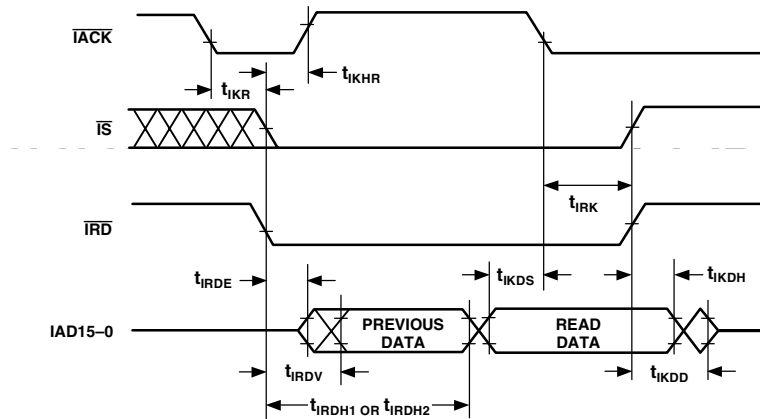 IACK
tIKHR
tIKR
IS
tIRK
IRD
tIKDS
tIKDH
tIRDE
IAD15–0
PREVIOUS DATA
READ DATA
tIRDV
tIKDD
tIRDH1 OR tIRDH2